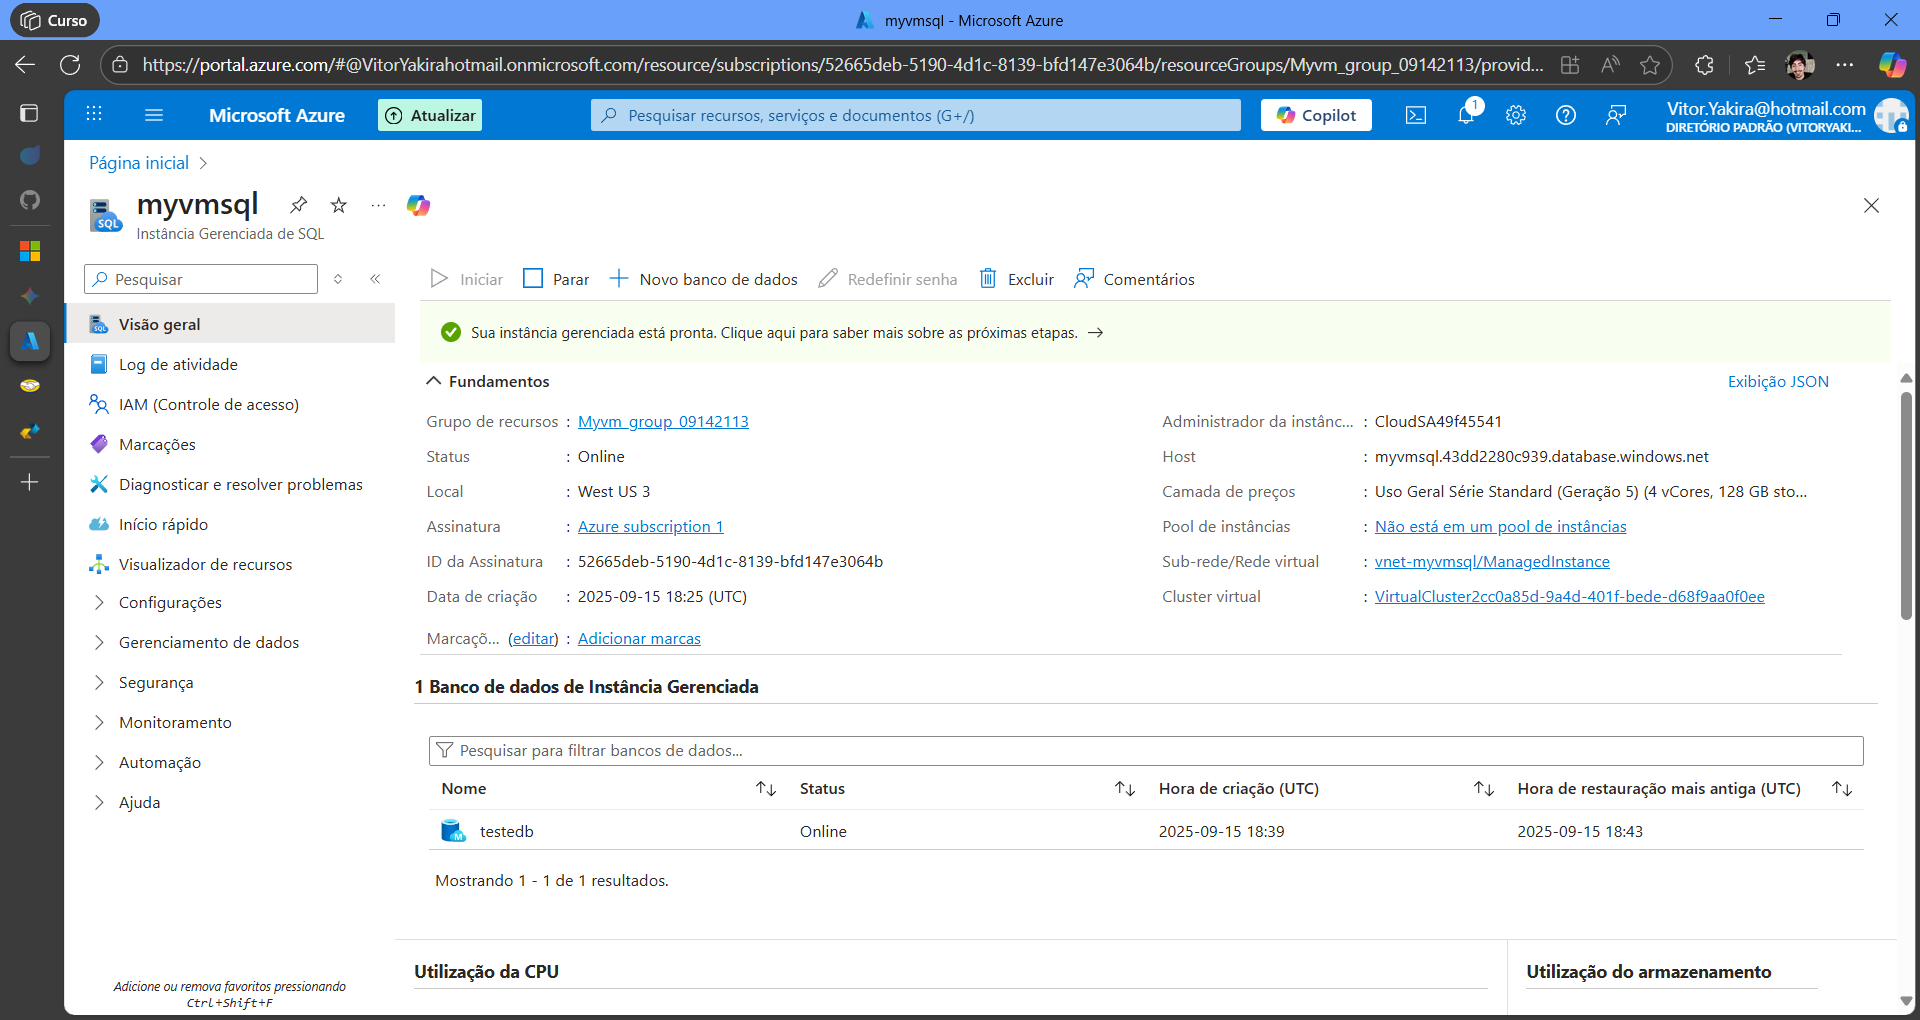 Curso
myvmsql - Microsoft Azure
https://portal.azure.com/#@VitorYakirahotmail.onmicrosoft.com/resource/subscriptions/52665deb-5190-4d1c-8139-bfd147e3064b/resourceGroups/Myvm_group_09142113/provid...
Microsoft Azure
Atualizar
Pesquisar recursos, serviços e documentos (G+/)
Copilot
1
Vitor.Yakira@hotmail.com
DIRETÓRIO PADRÃO (VITORYAKI...
Página inicial
myvmsql
SQL
Instância Gerenciada de SQL
Pesquisar
Iniciar
Parar
Novo banco de dados
Redefinir senha
Excluir
Comentários
Visão geral
Log de atividade
IAM (Controle de acesso)
Marcações
Diagnosticar e resolver problemas
Início rápido
Visualizador de recursos
Configurações
Gerenciamento de dados
Segurança
Monitoramento
Automação
Ajuda
Adicione ou remova favoritos pressionando
Ctrl+Shift+F
Sua instância gerenciada está pronta. Clique aqui para saber mais sobre as próximas etapas.
Fundamentos
Exibição JSON
Grupo de recursos : Myvm_group_09142113
Status : Online
Local : West US 3
Assinatura : Azure subscription 1
ID da Assinatura : 52665deb-5190-4d1c-8139-bfd147e3064b
Data de criação : 2025-09-15 18:25 (UTC)
Administrador da instânc... : CloudSA49f45541
Host : myvmsql.43dd2280c939.database.windows.net
Camada de preços : Uso Geral Série Standard (Geração 5) (4 vCores, 128 GB sto...
Pool de instâncias : Não está em um pool de instâncias
Sub-rede/Rede virtual : vnet-myvmsql/ManagedInstance
Cluster virtual : VirtualCluster2cc0a85d-9a4d-401f-bede-d68f9aa0f0ee
Marcaçõ... (editar) : Adicionar marcas
1 Banco de dados de Instância Gerenciada
Pesquisar para filtrar bancos de dados...
Nome Status Hora de criação (UTC) Hora de restauração mais antiga (UTC)
testedb Online 2025-09-15 18:39 2025-09-15 18:43
Mostrando 1 - 1 de 1 resultados.
Utilização da CPU
Utilização do armazenamento